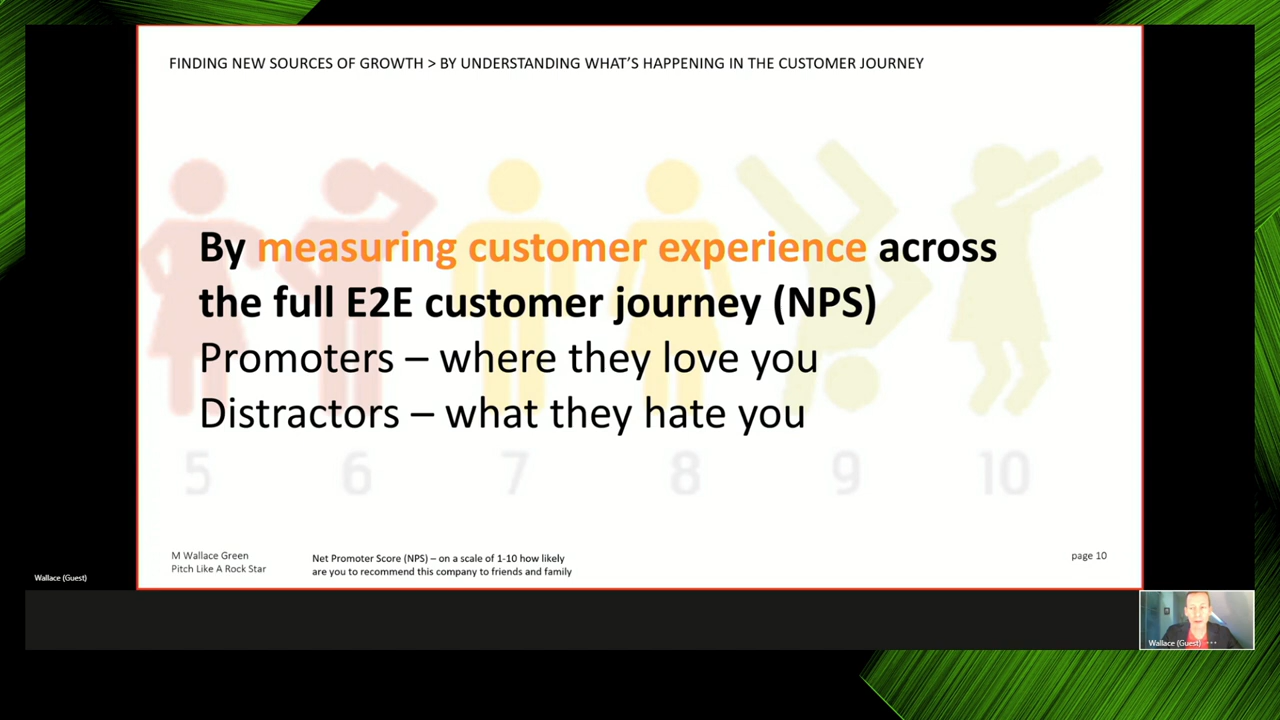 FINDING NEW SOURCES OF GROWTH > BY UNDERSTANDING WHAT'S HAPPENING IN THE CUSTOMER JOURNEY
By measuring customer experience across
the full E2E customer journey (NPS)
Promoters – where they love you
Distractors – what they hate you
5 6 7 8 9 10
M Wallace Green
Pitch Like A Rock Star
Net Promoter Score (NPS) – on a scale of 1-10 how likely
are you to recommend this company to friends and family
page 10
Wallace (Guest)
Wallace (Guest) ···